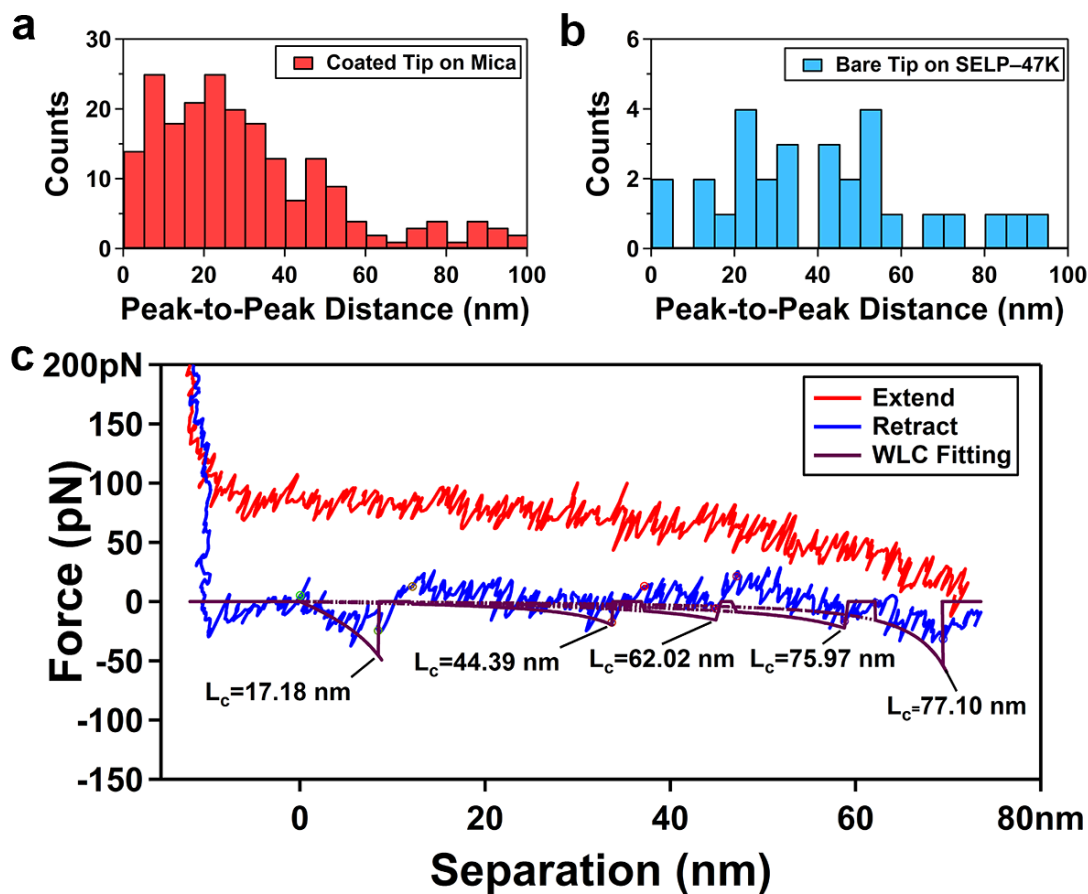 a
30
20
10
0
Counts
Coated Tip on Mica
0 20 40 60 80 100
Peak-to-Peak Distance (nm)
b
6
4
2
0
Counts
Bare Tip on SELP–47K
0 20 40 60 80 100
Peak-to-Peak Distance (nm)
c
200pN
150
100
50
0
-50
-100
-150
Force (pN)
Extend
Retract
WLC Fitting
Lc=17.18 nm
Lc=44.39 nm
Lc=62.02 nm
Lc=75.97 nm
Lc=77.10 nm
0 20 40 60 80nm
Separation (nm)